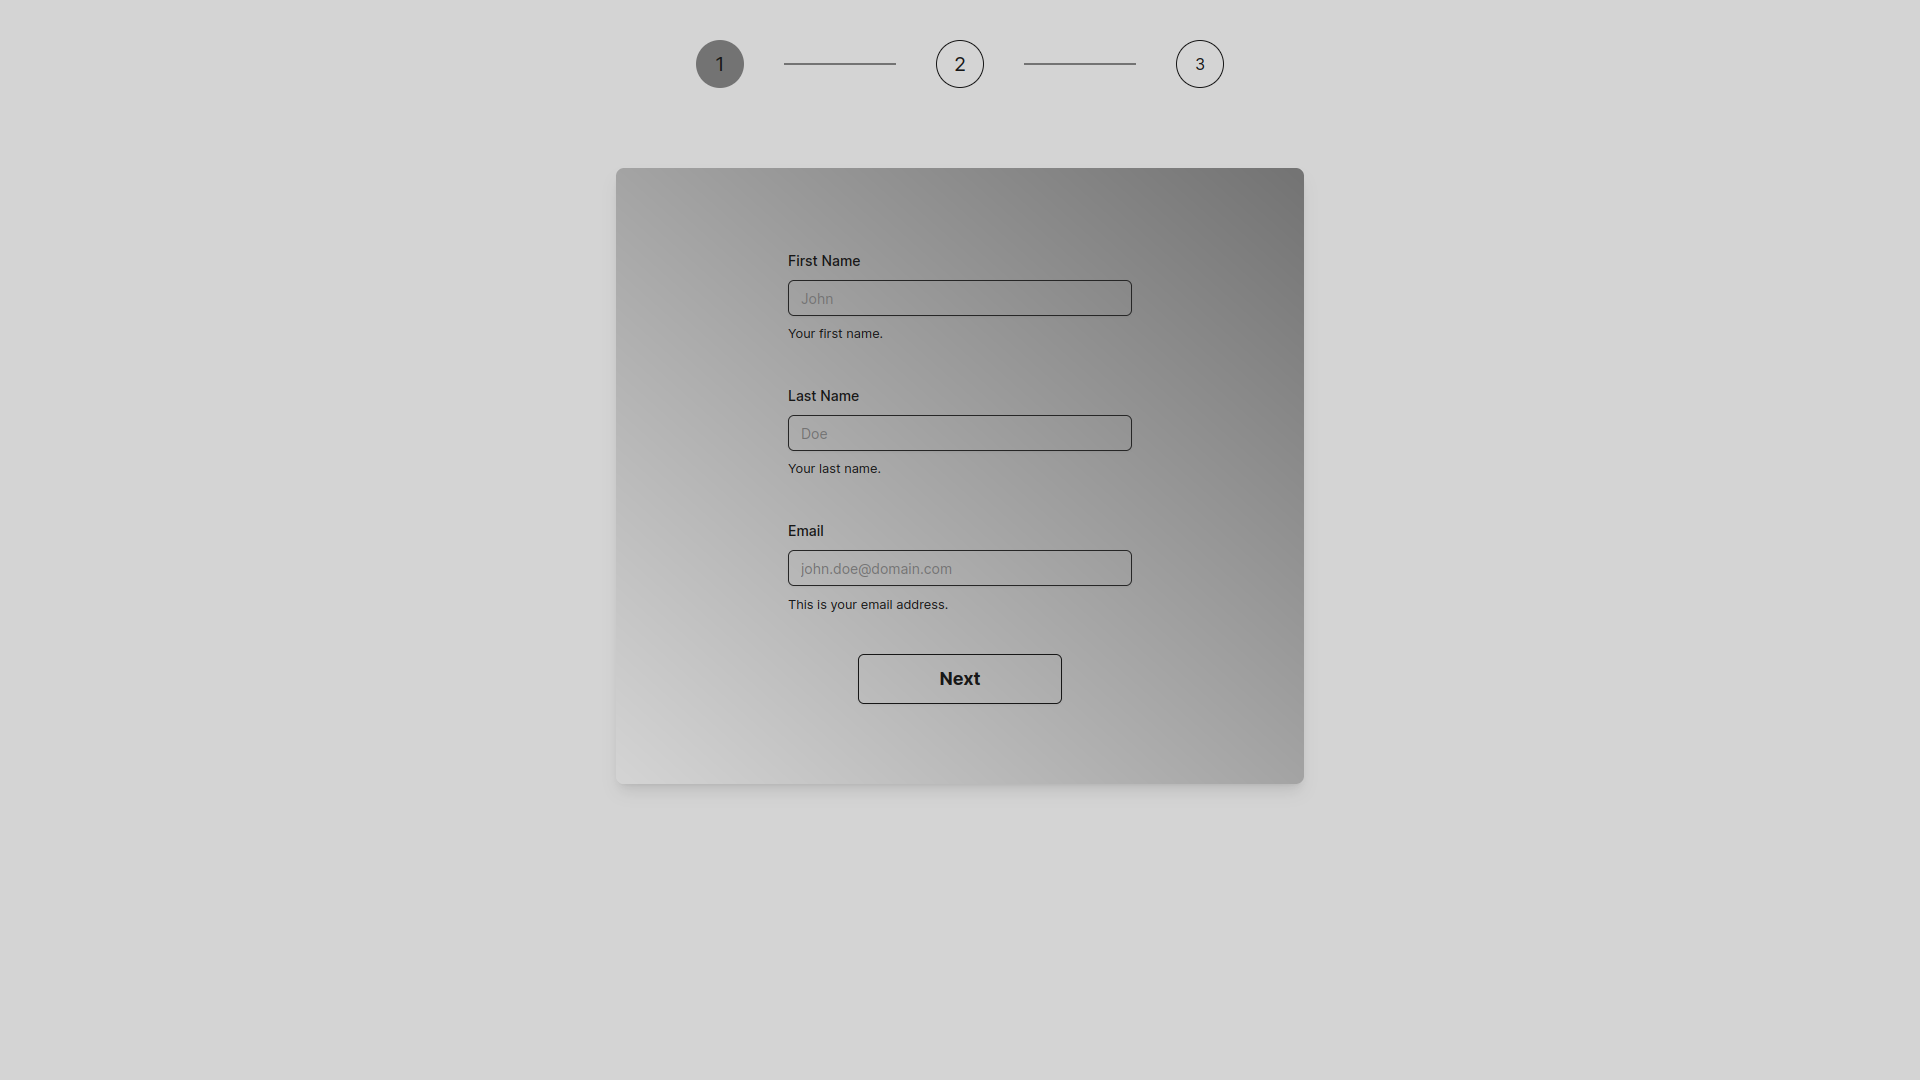 1 2 3
First Name
John
Your first name.
Last Name
Doe
Your last name.
Email
john.doe@domain.com
This is your email address.
Next